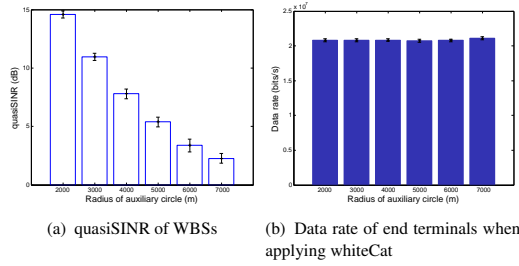 15
10
5
0
quasiSINR (dB)
2000 3000 4000 5000 6000 7000
Radius of auxiliary circle (m)
(a) quasiSINR of WBSs
2.5 x 10^7
2
1.5
1
0.5
0
Data rate (bits/s)
2000 3000 4000 5000 6000 7000
Radius of auxiliary circle (m)
(b) Data rate of end terminals when
applying whiteCat